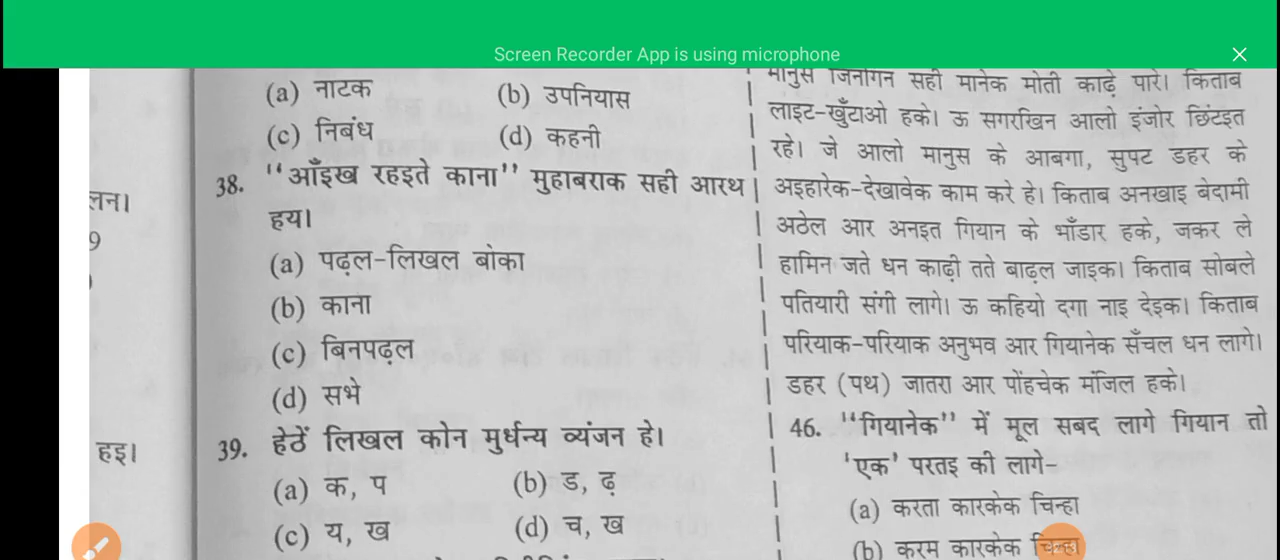 Screen Recorder App is using microphone
लन।
9
हइ।
(a) नाटक (b) उपनियास
(c) निबंध (d) कहनी
38. ‘‘आँइख रहइते काना’’ मुहाबराक सही आरथ
हय।
(a) पढ़ल-लिखल बोका
(b) काना
(c) बिनपढ़ल
(d) सभे
39. हेठें लिखल कोन मुर्धन्य व्यंजन हे।
(a) क, प (b) ड, ढ़
(c) य, ख (d) च, ख
मानुस जिनगिन सही मानेक मोती काढ़े पारे। किताब
लाइट-खुँटाओ हके। ऊ सगरखिन आलो इंजोर छिंटइत
रहे। जे आलो मानुस के आबगा, सुपट डहर के
अइहारेक-देखावेक काम करे हे। किताब अनखाइ बेदामी
अठेल आर अनइत गियान के भाँडार हके, जकर ले
हामिन जते धन काढ़ी तते बाढ़ल जाइक। किताब सोबले
पतियारी संगी लागे। ऊ कहियो दगा नाइ देइक। किताब
परियाक-परियाक अनुभव आर गियानेक सँचल धन लागे।
डहर (पथ) जातरा आर पोंहचेक मंजिल हके।
46. ‘‘गियानेक’’ में मूल सबद लागे गियान तो
‘एक’ परतइ की लागे-
(a) करता कारकेक चिन्हा
(b) करम कारकेक चिन्हा